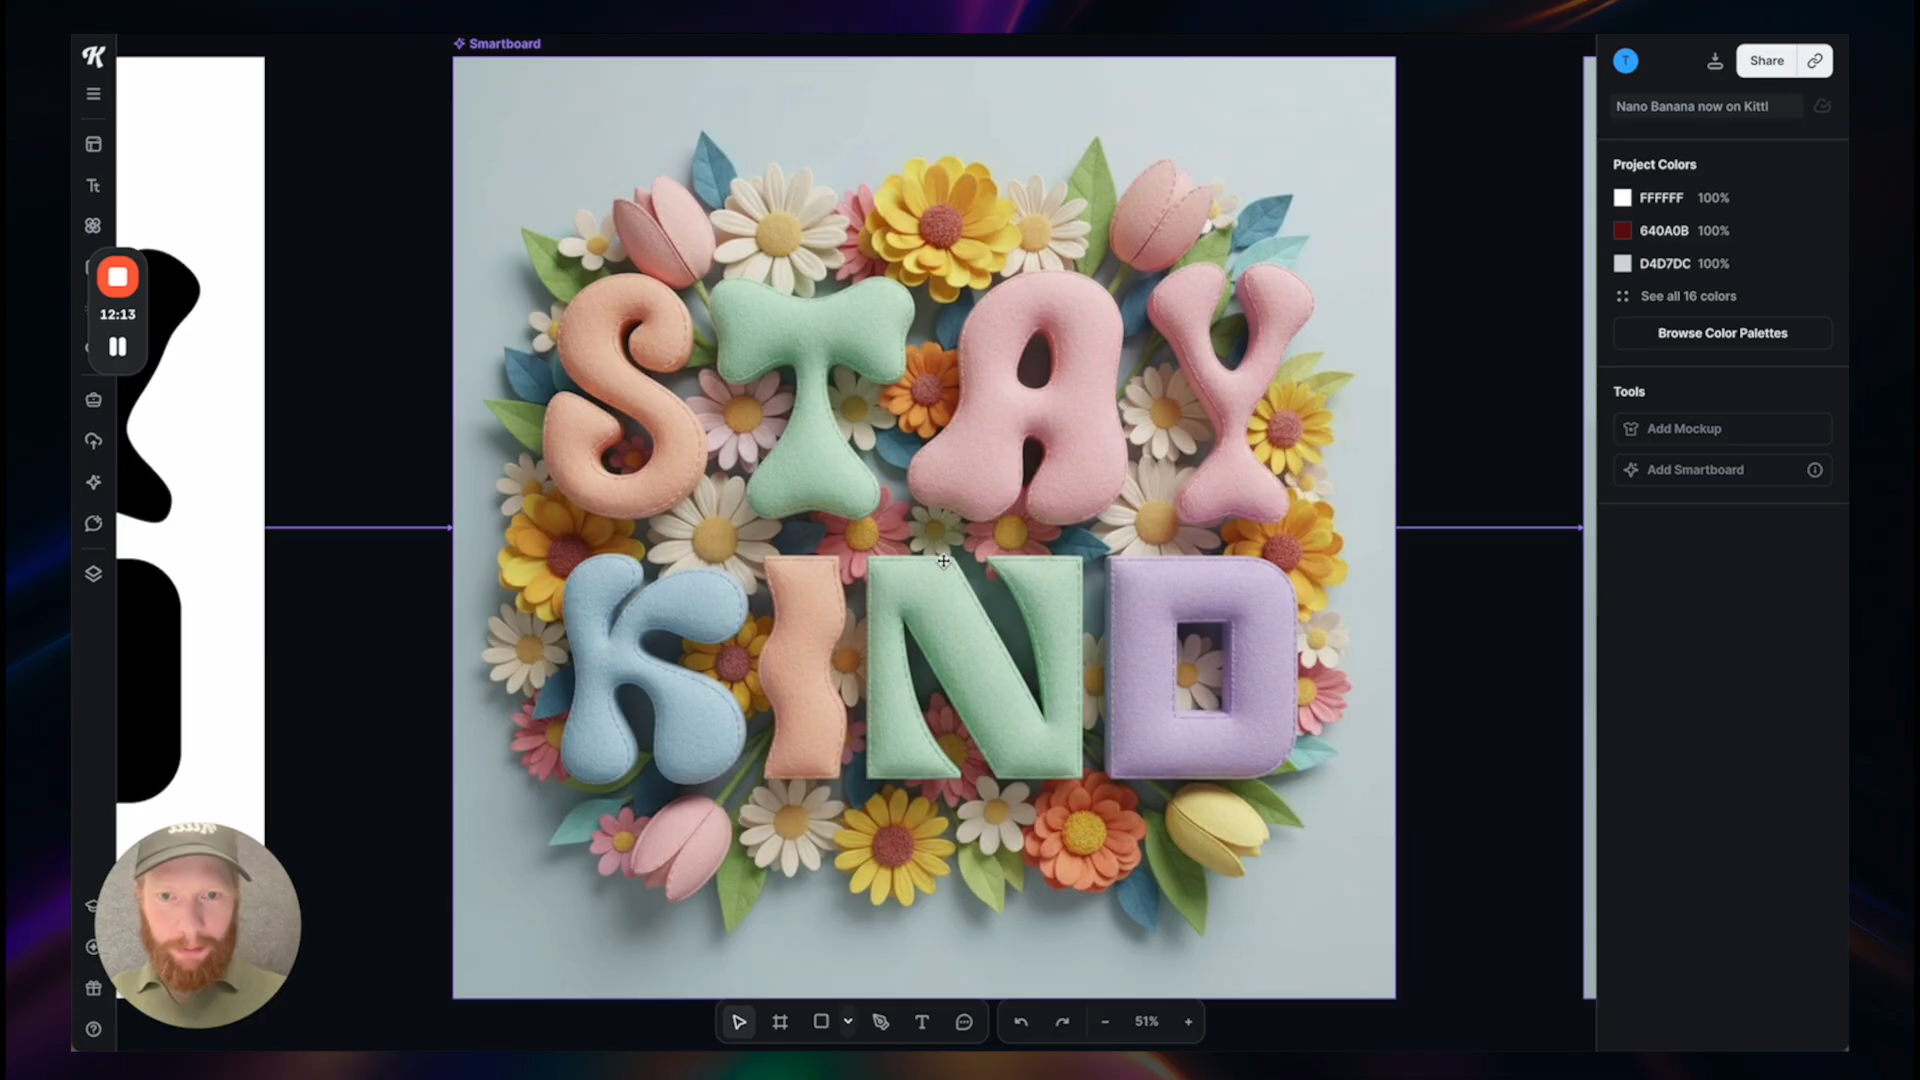 Smartboard
K
T
Share
Nano Banana now on Kittl
Project Colors
FFFFFF 100%
640A0B 100%
D4D7DC 100%
See all 16 colors
Browse Color Palettes
Tools
Add Mockup
Add Smartboard
Tt
12:13
STAY
KIND
T
51%